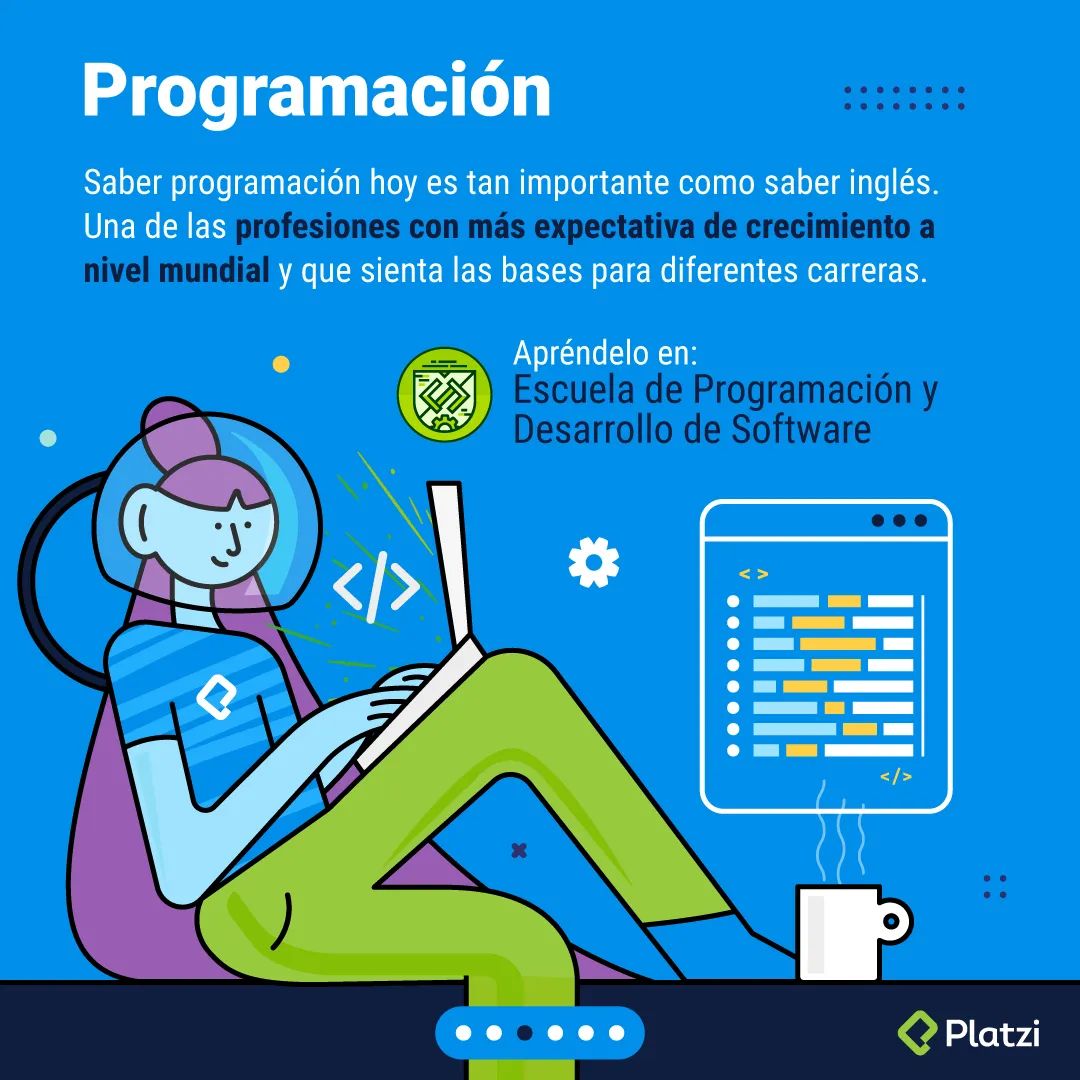 Programación
Saber programación hoy es tan importante como saber inglés.
Una de las profesiones con más expectativa de crecimiento a
nivel mundial y que sienta las bases para diferentes carreras.
Apréndelo en:
Escuela de Programación y
Desarrollo de Software
</>
< >
</>
Platzi